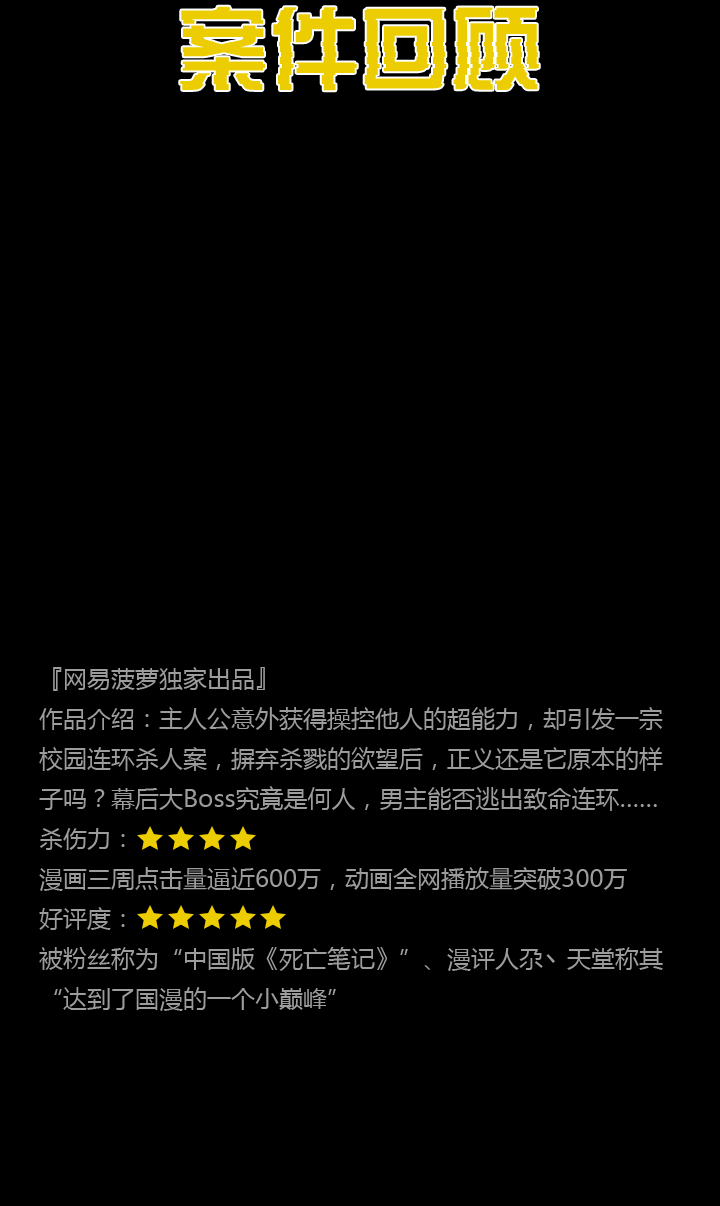 案件回顾
『网易菠萝独家出品』
作品介绍：主人公意外获得操控他人的超能力，却引发一宗
校园连环杀人案，摒弃杀戮的欲望后，正义还是它原本的样
子吗？幕后大Boss究竟是何人，男主能否逃出致命连环……
杀伤力：★★★★
漫画三周点击量逼近600万，动画全网播放量突破300万
好评度：★★★★★
被粉丝称为“中国版《死亡笔记》”、漫评人尕丶天堂称其
“达到了国漫的一个小巅峰”